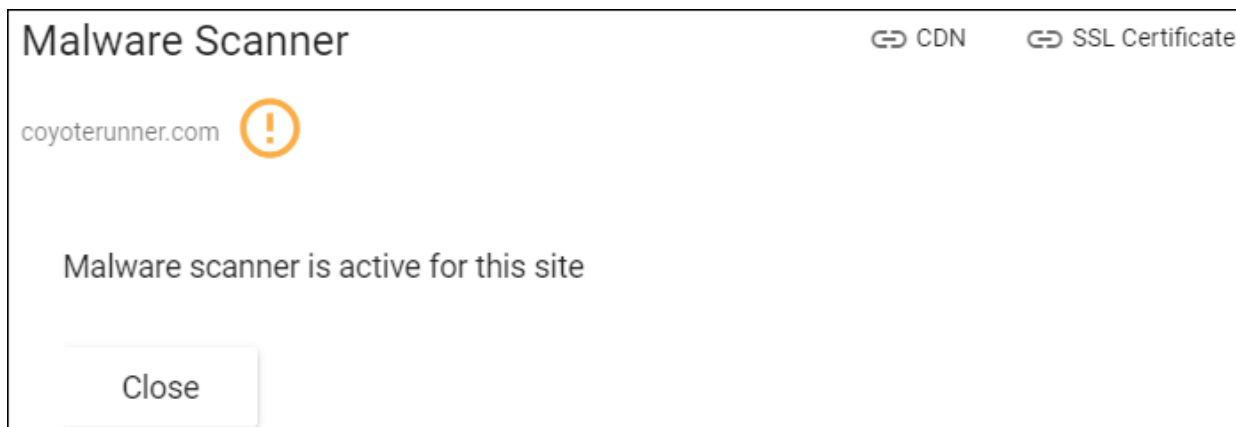 Malware Scanner
CDN
SSL Certificate
coyoterunner.com
Malware scanner is active for this site
Close